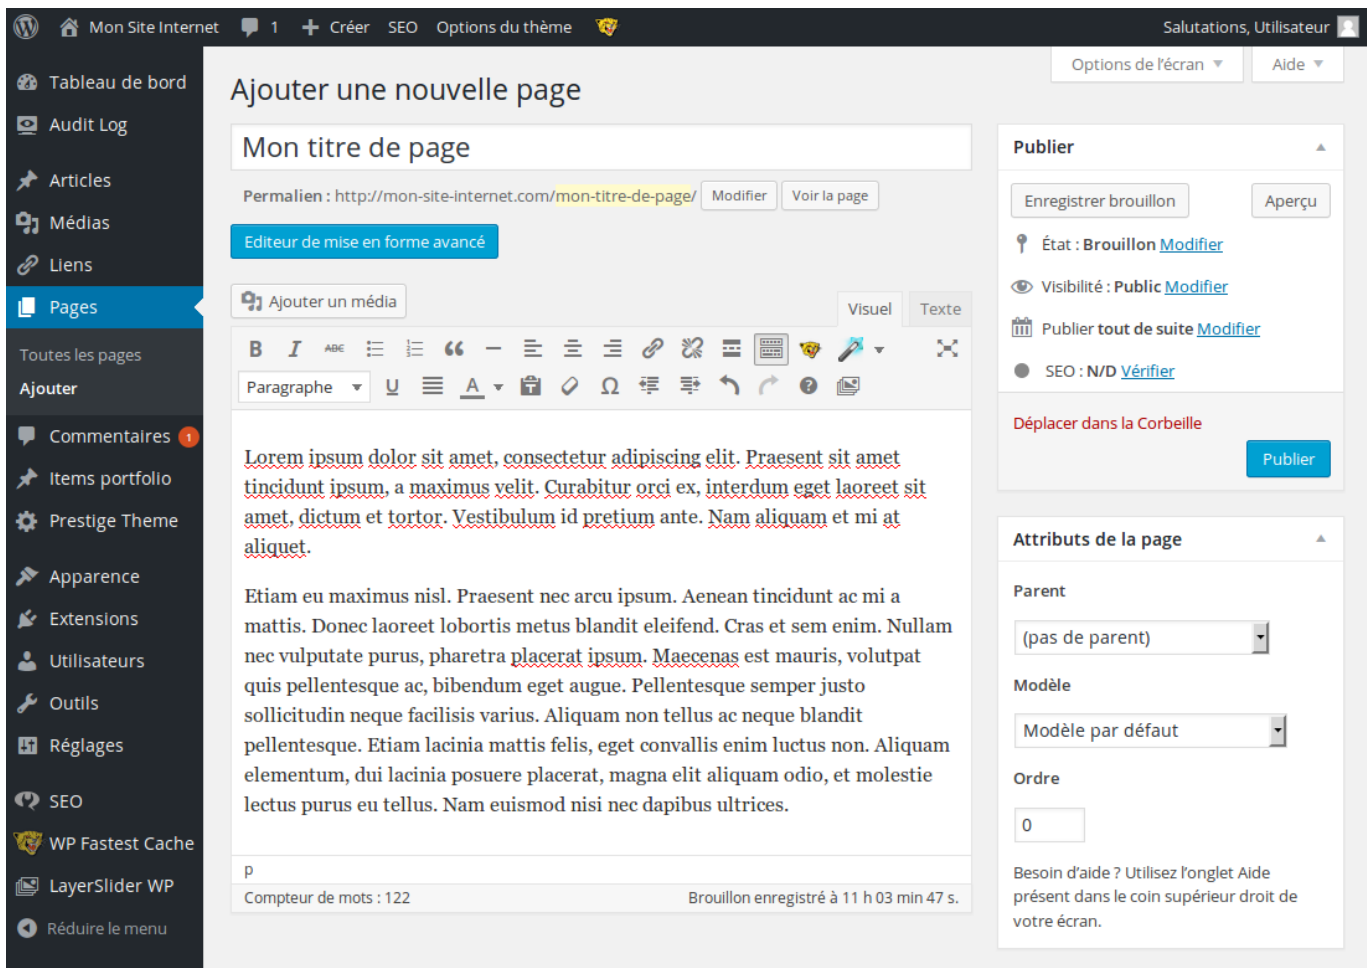 Mon Site Internet 1 Créer SEO Options du thème Salutations, Utilisateur
Options de l'écran Aide
Tableau de bord
Audit Log
Articles
Médias
Liens
Pages
Toutes les pages
Ajouter
Commentaires 1
Items portfolio
Prestige Theme
Apparence
Extensions
Utilisateurs
Outils
Réglages
SEO
WP Fastest Cache
LayerSlider WP
Réduire le menu
Ajouter une nouvelle page
Mon titre de page
Permalien : http://mon-site-internet.com/mon-titre-de-page/ Modifier Voir la page
Editeur de mise en forme avancé
Ajouter un média
Visuel Texte
B I ABC
Paragraphe U A Ω
Lorem ipsum dolor sit amet, consectetur adipiscing elit. Praesent sit amet
tincidunt ipsum, a maximus velit. Curabitur orci ex, interdum eget laoreet sit
amet, dictum et tortor. Vestibulum id pretium ante. Nam aliquam et mi at
aliquet.
Etiam eu maximus nisl. Praesent nec arcu ipsum. Aenean tincidunt ac mi a
mattis. Donec laoreet lobortis metus blandit eleifend. Cras et sem enim. Nullam
nec vulputate purus, pharetra placerat ipsum. Maecenas est mauris, volutpat
quis pellentesque ac, bibendum eget augue. Pellentesque semper justo
sollicitudin neque facilisis varius. Aliquam non tellus ac neque blandit
pellentesque. Etiam lacinia mattis felis, eget convallis enim luctus non. Aliquam
elementum, dui lacinia posuere placerat, magna elit aliquam odio, et molestie
lectus purus eu tellus. Nam euismod nisi nec dapibus ultrices.
p
Compteur de mots : 122 Brouillon enregistré à 11 h 03 min 47 s.
Publier
Enregistrer brouillon Aperçu
État : Brouillon Modifier
Visibilité : Public Modifier
Publier tout de suite Modifier
SEO : N/D Vérifier
Déplacer dans la Corbeille
Publier
Attributs de la page
Parent
(pas de parent)
Modèle
Modèle par défaut
Ordre
0
Besoin d'aide ? Utilisez l'onglet Aide
présent dans le coin supérieur droit de
votre écran.